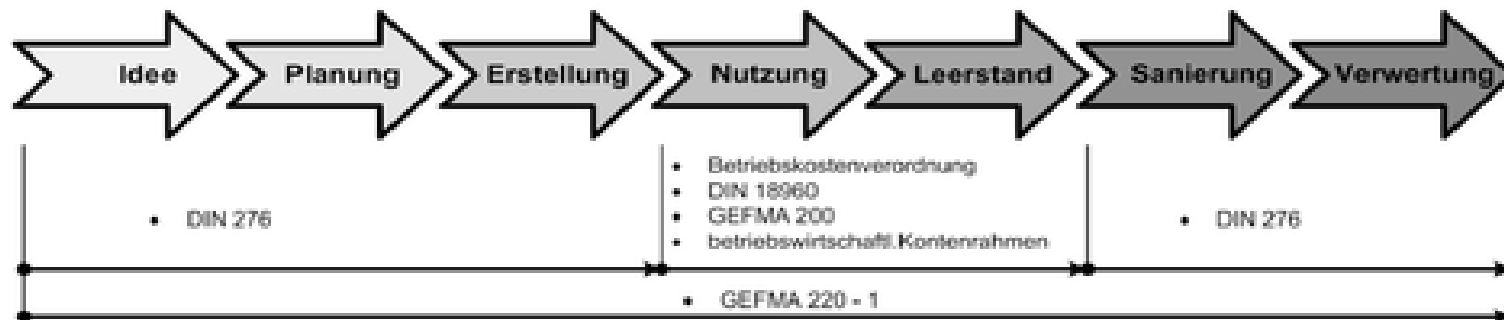 Idee Planung Erstellung Nutzung Leerstand Sanierung Verwertung
• Betriebskostenverordnung
• DIN 18960
• DIN 276 • GEFMA 200 • DIN 276
• betriebswirtschaftl.Kontenrahmen
• GEFMA 220 - 1